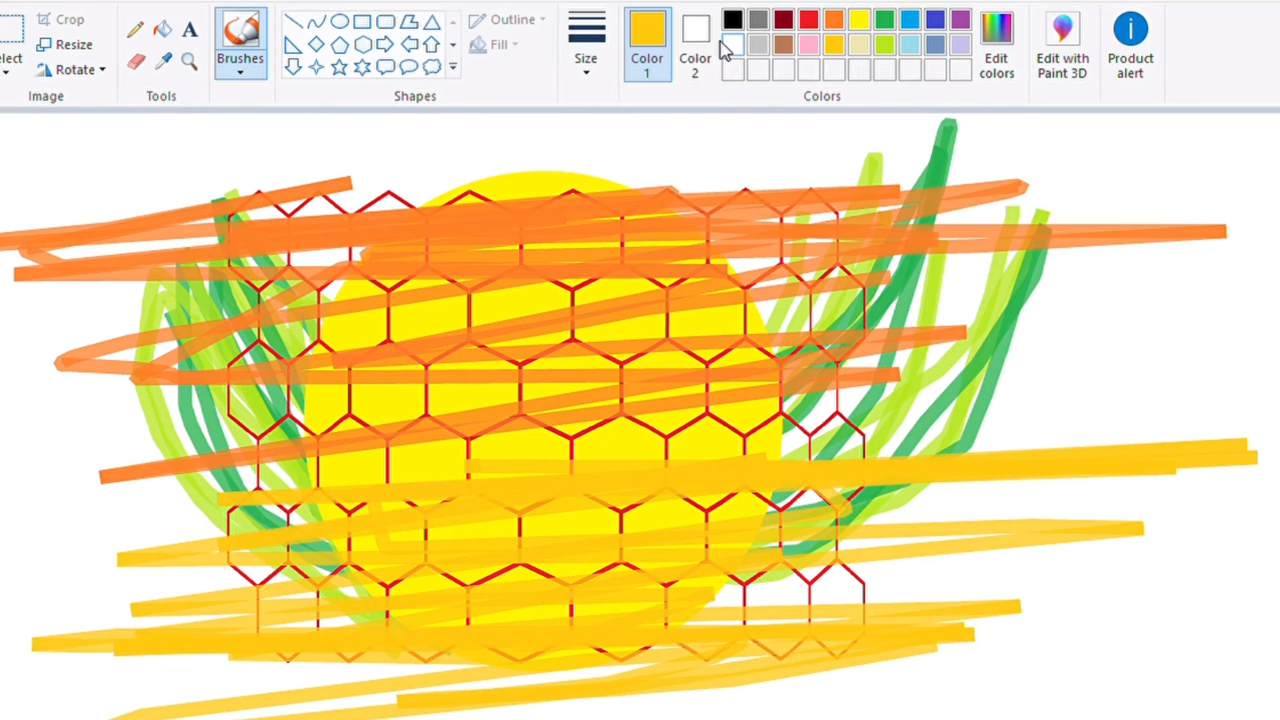 Crop
Resize
Rotate
Image
A
Tools
Brushes
Shapes
Outline
Fill
Size
Color
1
Color
2
Colors
Edit
colors
Edit with
Paint 3D
Product
alert